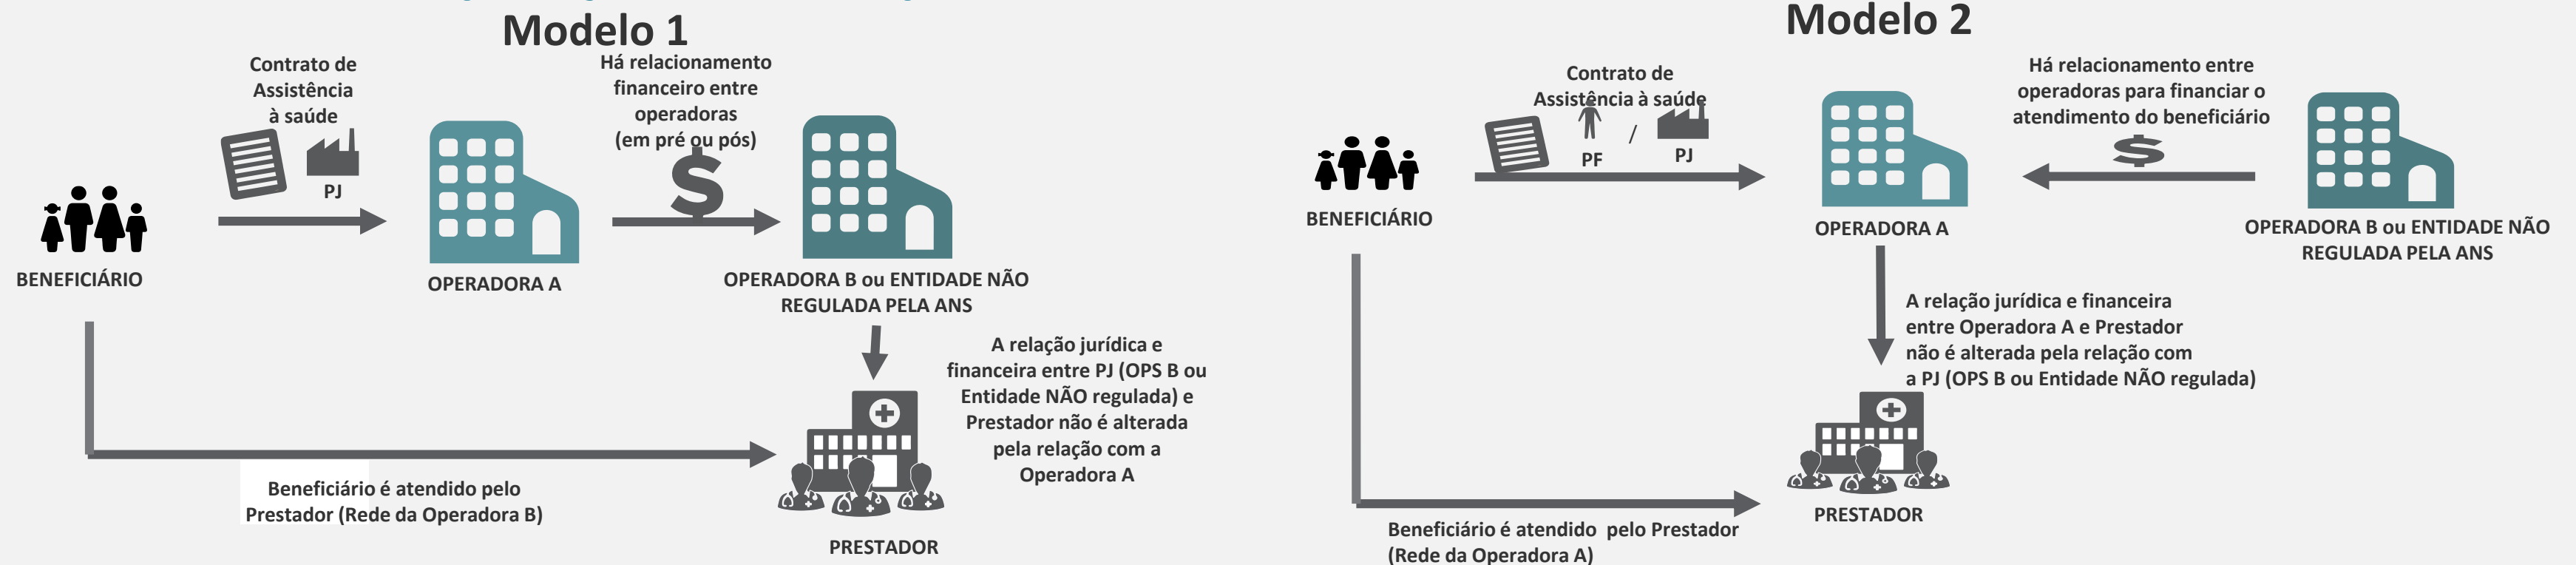 Modelo 1
Contrato de
Assistência
à saúde
PJ
Há relacionamento
financeiro entre
operadoras
(em pré ou pós)
$
BENEFICIÁRIO
OPERADORA A
OPERADORA B ou ENTIDADE NÃO
REGULADA PELA ANS
A relação jurídica e
financeira entre PJ (OPS B ou
Entidade NÃO regulada) e
Prestador não é alterada
pela relação com a
Operadora A
Beneficiário é atendido pelo
Prestador (Rede da Operadora B)
PRESTADOR
Modelo 2
Contrato de
Assistência à saúde
PF / PJ
Há relacionamento entre
operadoras para financiar o
atendimento do beneficiário
$
BENEFICIÁRIO
OPERADORA A
OPERADORA B ou ENTIDADE NÃO
REGULADA PELA ANS
A relação jurídica e financeira
entre Operadora A e Prestador
não é alterada pela relação com
a PJ (OPS B ou Entidade NÃO regulada)
PRESTADOR
Beneficiário é atendido pelo Prestador
(Rede da Operadora A)